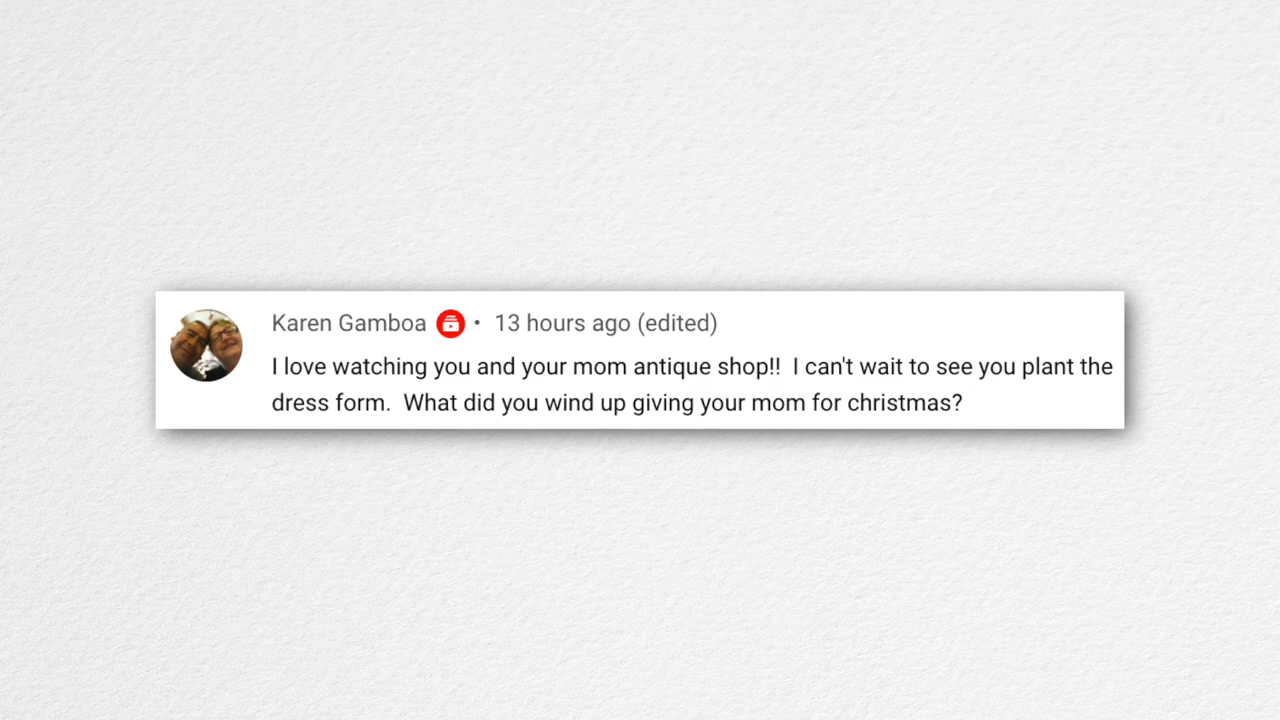 Karen Gamboa • 13 hours ago (edited)
I love watching you and your mom antique shop!!  I can't wait to see you plant the
dress form.  What did you wind up giving your mom for christmas?